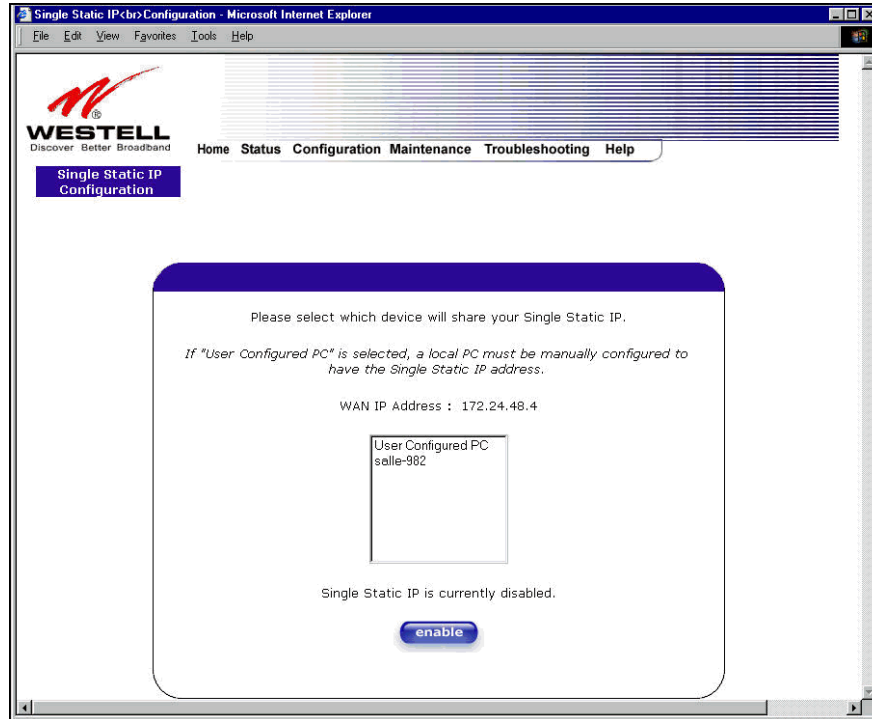 Single Static IP<br>Configuration - Microsoft Internet Explorer
File Edit View Favorites Tools Help
®
WESTELL
Discover Better Broadband
Home Status Configuration Maintenance Troubleshooting Help
Single Static IP
Configuration
Please select which device will share your Single Static IP.
If "User Configured PC" is selected, a local PC must be manually configured to
have the Single Static IP address.
WAN IP Address : 172.24.48.4
User Configured PC
salle-982
Single Static IP is currently disabled.
enable